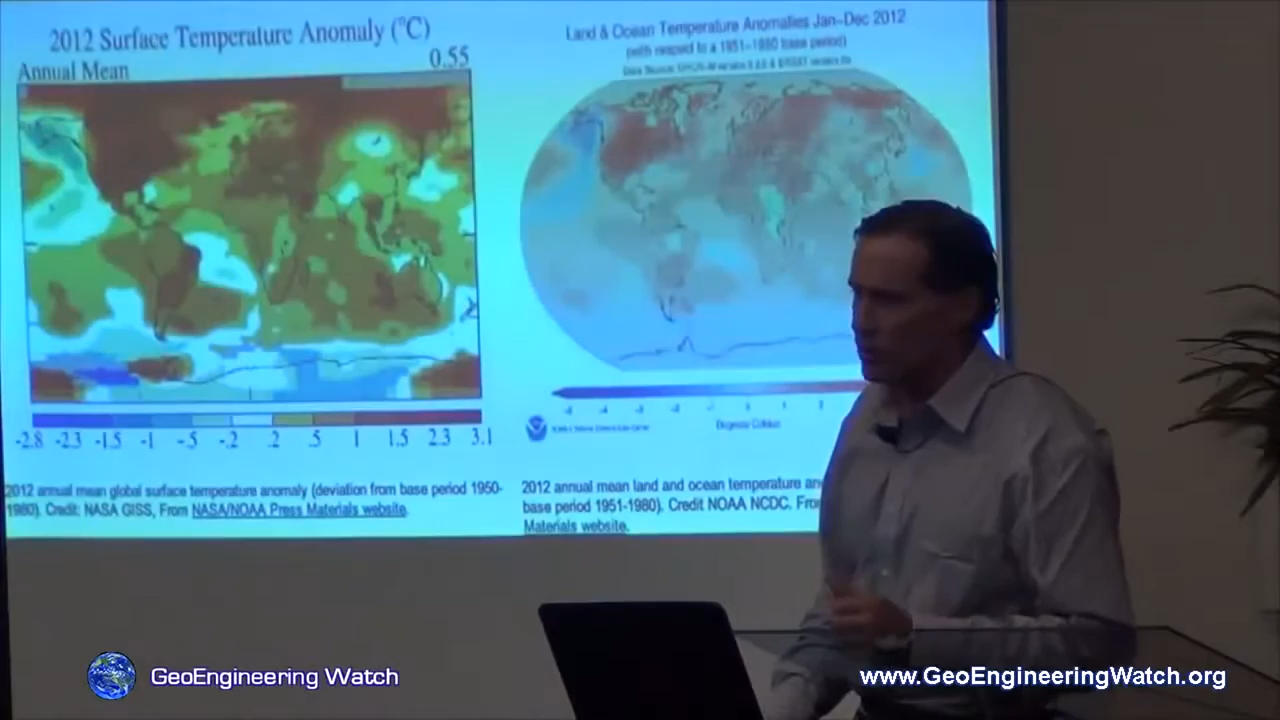 2012 Surface Temperature Anomaly (°C)
Annual Mean
0.55
-2.8 -2.3 -1.5 -1 -.5 -.2 .2 .5 1 1.5 2.3 3.1
2012 annual mean global surface temperature anomaly (deviation from base period 1950-
1980). Credit: NASA GISS, From NASA/NOAA Press Materials website.
Land & Ocean Temperature Anomalies Jan–Dec 2012
(with respect to a 1951–1980 base period)
Degrees Celsius
2012 annual mean land and ocean temperature an
base period 1951-1980). Credit NOAA NCDC. Fro
Materials website.
GeoEngineering Watch
www.GeoEngineeringWatch.org